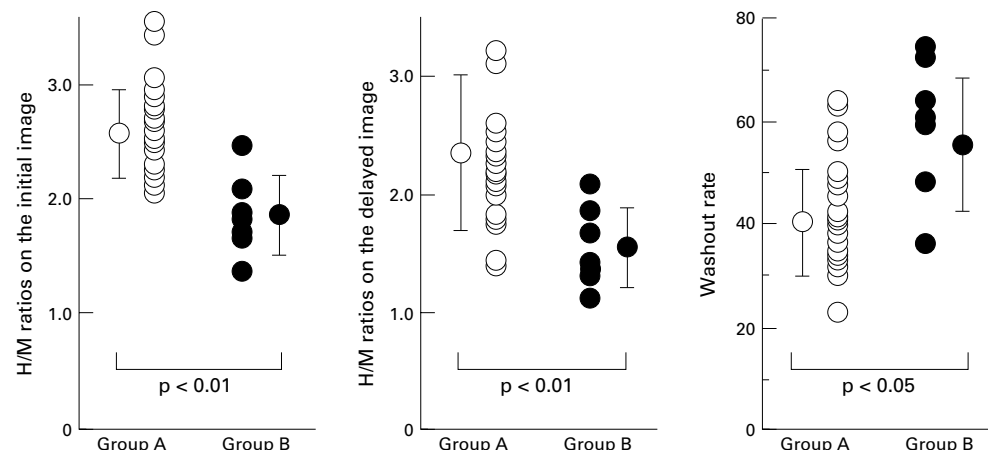 H/M ratios on the initial image
3.0
2.0
1.0
0
p < 0.01
Group A Group B
H/M ratios on the delayed image
3.0
2.0
1.0
0
p < 0.01
Group A Group B
Washout rate
80
60
40
20
0
p < 0.05
Group A Group B